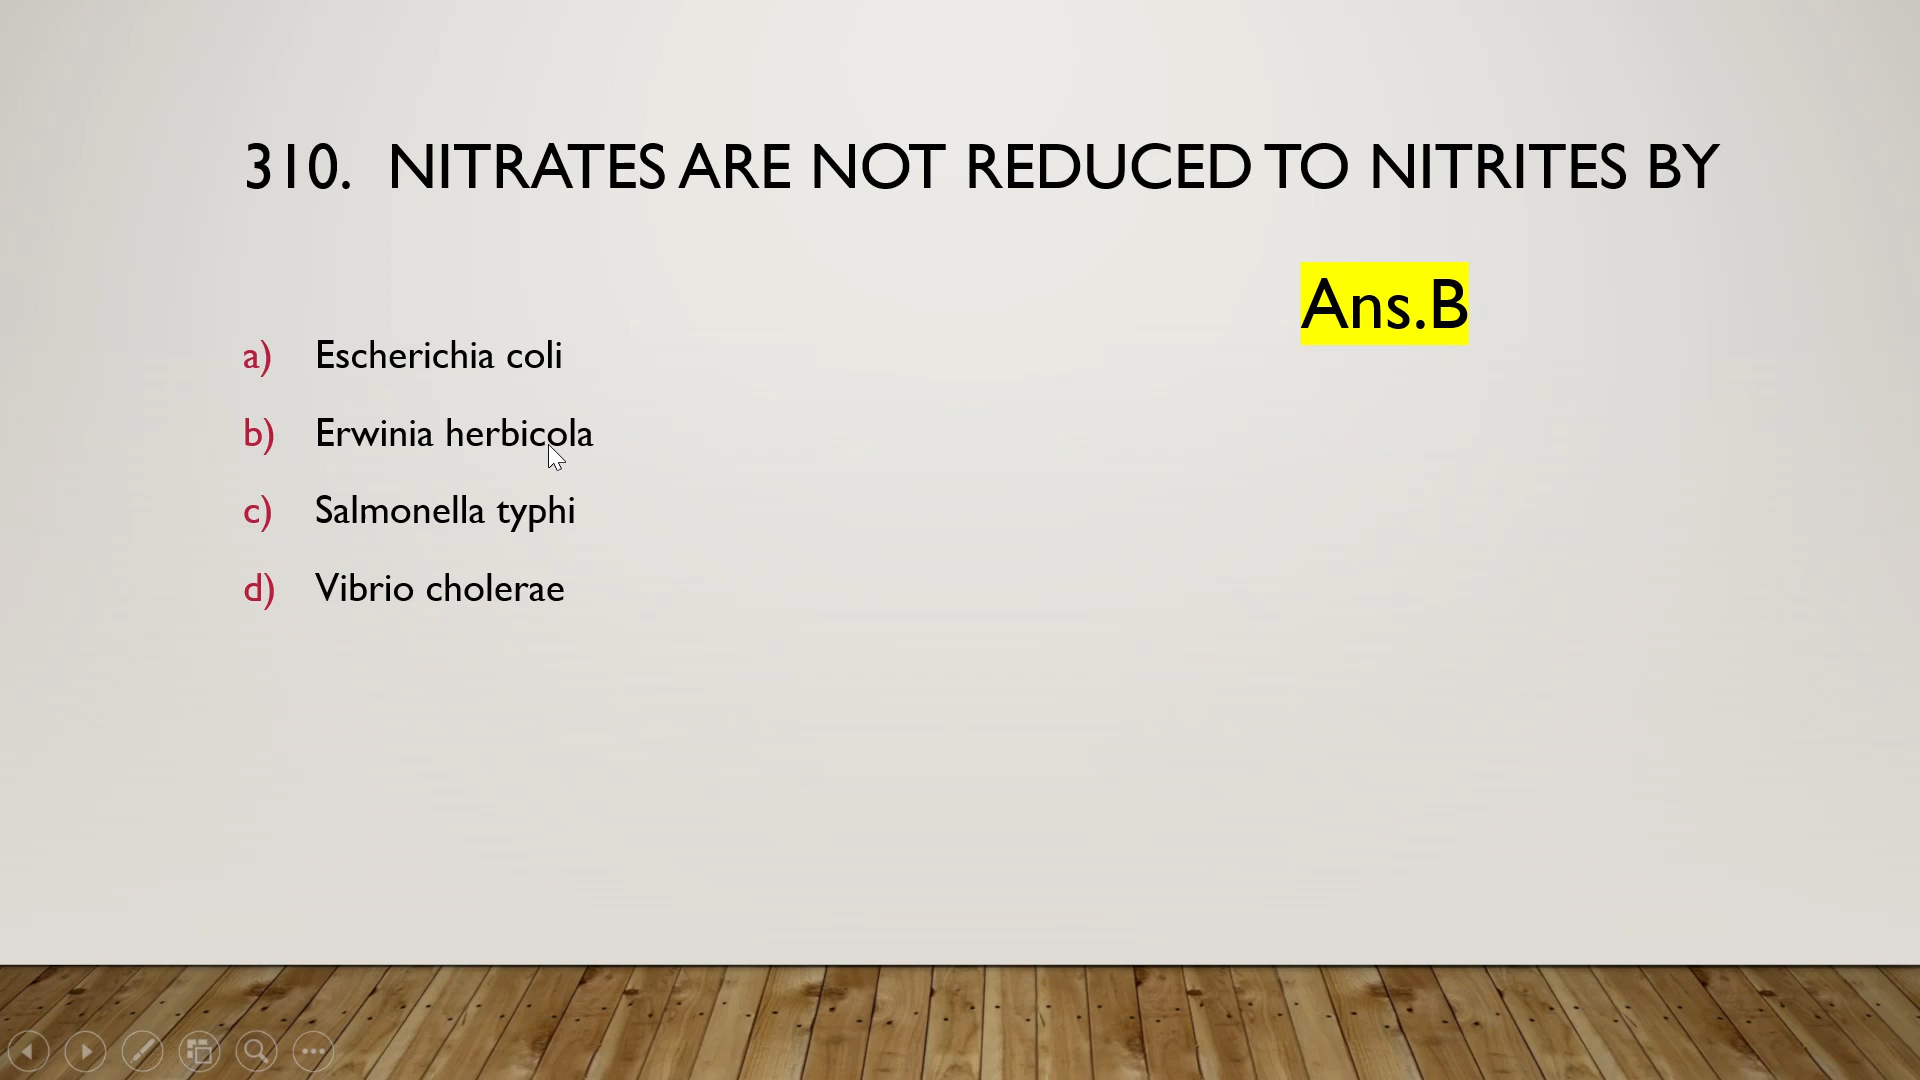 310. NITRATES ARE NOT REDUCED TO NITRITES BY
Ans.B
a) Escherichia coli
b) Erwinia herbicola
c) Salmonella typhi
d) Vibrio cholerae